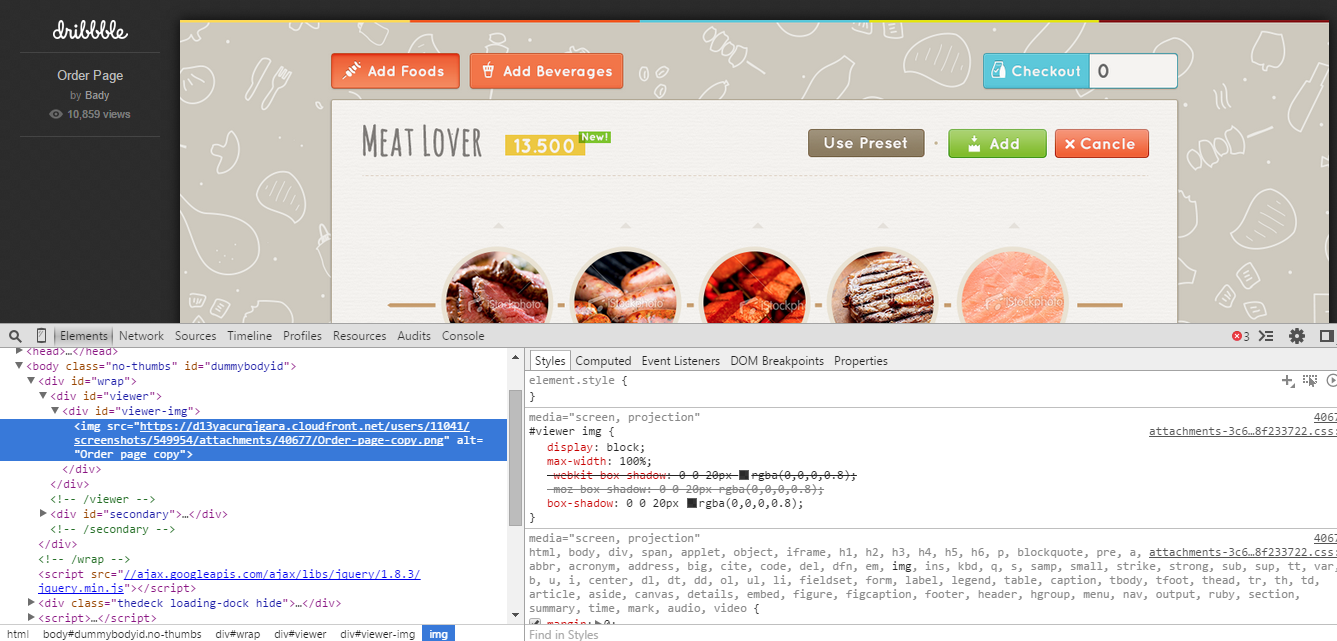 dribbble
Order Page
by Bady
10,859 views
Add Foods
Add Beverages
Checkout 0
MEAT LOVER
13.500
New!
Use Preset
Add
Cancle
iStockphoto
iStockphoto
iStockph
iStockpho
iStockphoto
Elements Network Sources Timeline Profiles Resources Audits Console
3
<head>…</head>
<body class="no-thumbs" id="dummybodyid">
<div id="wrap">
<div id="viewer">
<div id="viewer-img">
<img src="https://d13yacurqjgara.cloudfront.net/users/11041/
screenshots/549954/attachments/40677/Order-page-copy.png" alt=
"Order page copy">
</div>
</div>
<!-- /viewer -->
<div id="secondary">…</div>
<!-- /secondary -->
</div>
<!-- /wrap -->
<script src="//ajax.googleapis.com/ajax/libs/jquery/1.8.3/
jquery.min.js"></script>
<div class="thedeck loading-dock hide">…</div>
<script>…</script>
html body#dummybodyid.no-thumbs div#wrap div#viewer div#viewer-img img
Styles Computed Event Listeners DOM Breakpoints Properties
element.style {
}
media="screen, projection" 4067
#viewer img { attachments-3c6…8f233722.css:
display: block;
max-width: 100%;
-webkit-box-shadow: 0 0 20px rgba(0,0,0,0.8);
-moz-box-shadow: 0 0 20px rgba(0,0,0,0.8);
box-shadow: 0 0 20px rgba(0,0,0,0.8);
}
media="screen, projection" 4067
html, body, div, span, applet, object, iframe, h1, h2, h3, h4, h5, h6, p, blockquote, pre, a, attachments-3c6…8f233722.css:
abbr, acronym, address, big, cite, code, del, dfn, em, img, ins, kbd, q, s, samp, small, strike, strong, sub, sup, tt, var,
b, u, i, center, dl, dt, dd, ol, ul, li, fieldset, form, label, legend, table, caption, tbody, tfoot, thead, tr, th, td,
article, aside, canvas, details, embed, figure, figcaption, footer, header, hgroup, menu, nav, output, ruby, section,
summary, time, mark, audio, video {
margin: 0;
Find in Styles